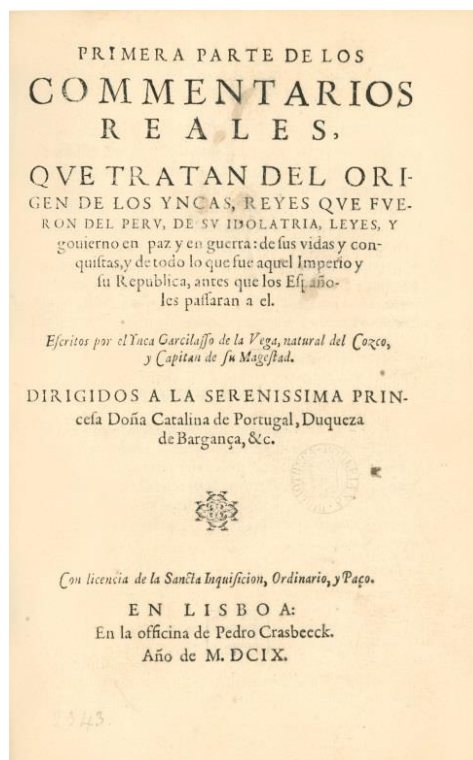 PRIMERA PARTE DE LOS
COMMENTARIOS
REALES,
QVE TRATAN DEL ORI-
GEN DE LOS YNCAS, REYES QVE FVE-
RON DEL PERV, DE SV IDOLATRIA, LEYES, Y
gouierno en paz y en guerra: de ſus vidas y con-
quiſtas, y de todo lo que fue aquel Imperio y
ſu Republica, antes que los Eſpaño-
les paſſaran a el.
Eſcritos por el Ynca Garcilaſſo de la Vega, natural del Cozco,
y Capitan de ſu Mageſtad.
DIRIGIDOS A LA SERENISSIMA PRIN-
ceſa Doña Catalina de Portugal, Duqueza
de Bargança, &c.
Con licencia de la Sancta Inquiſicion, Ordinario, y Paço.
EN LISBOA:
En la officina de Pedro Crasbeeck.
Año de M. DCIX.